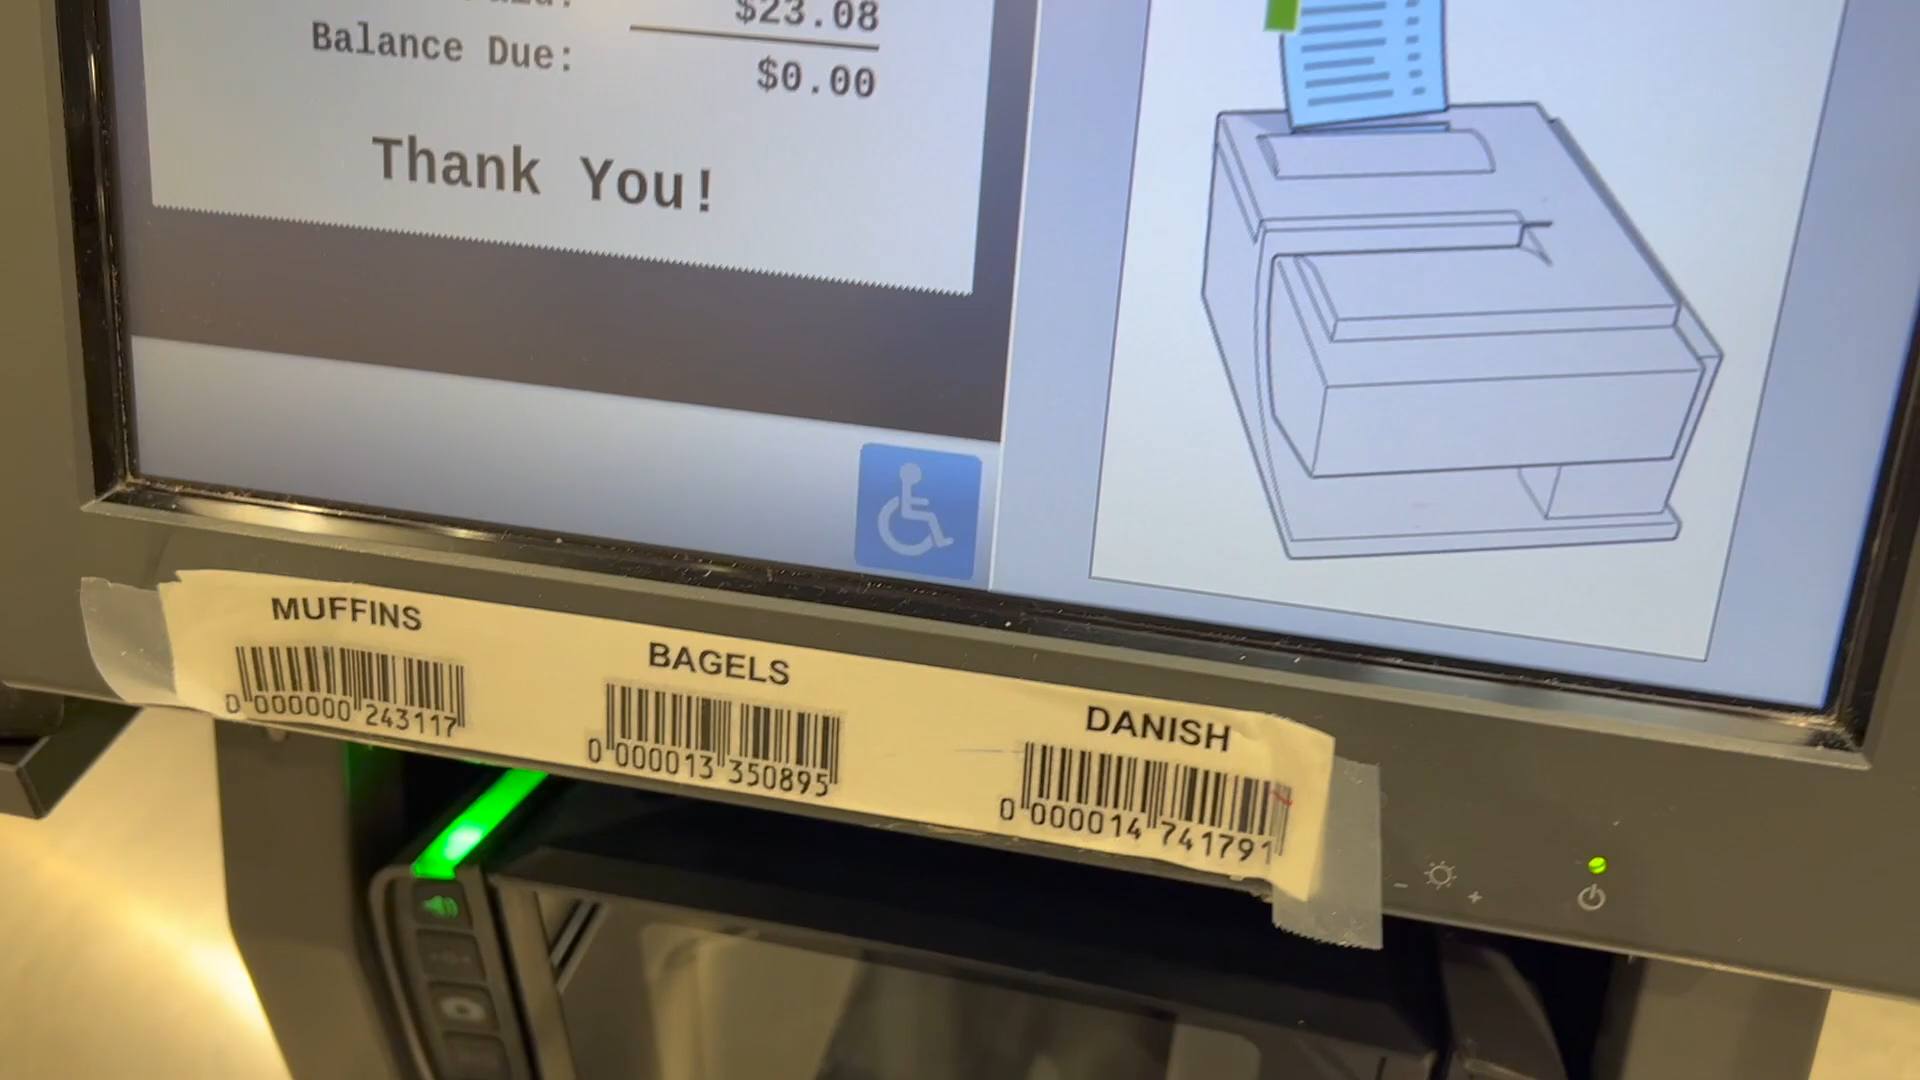 $23.08
Balance Due: $0.00
Thank You!
MUFFINS
0 000000 243117
BAGELS
0 000013 350895
DANISH
0 000014 741791
- +